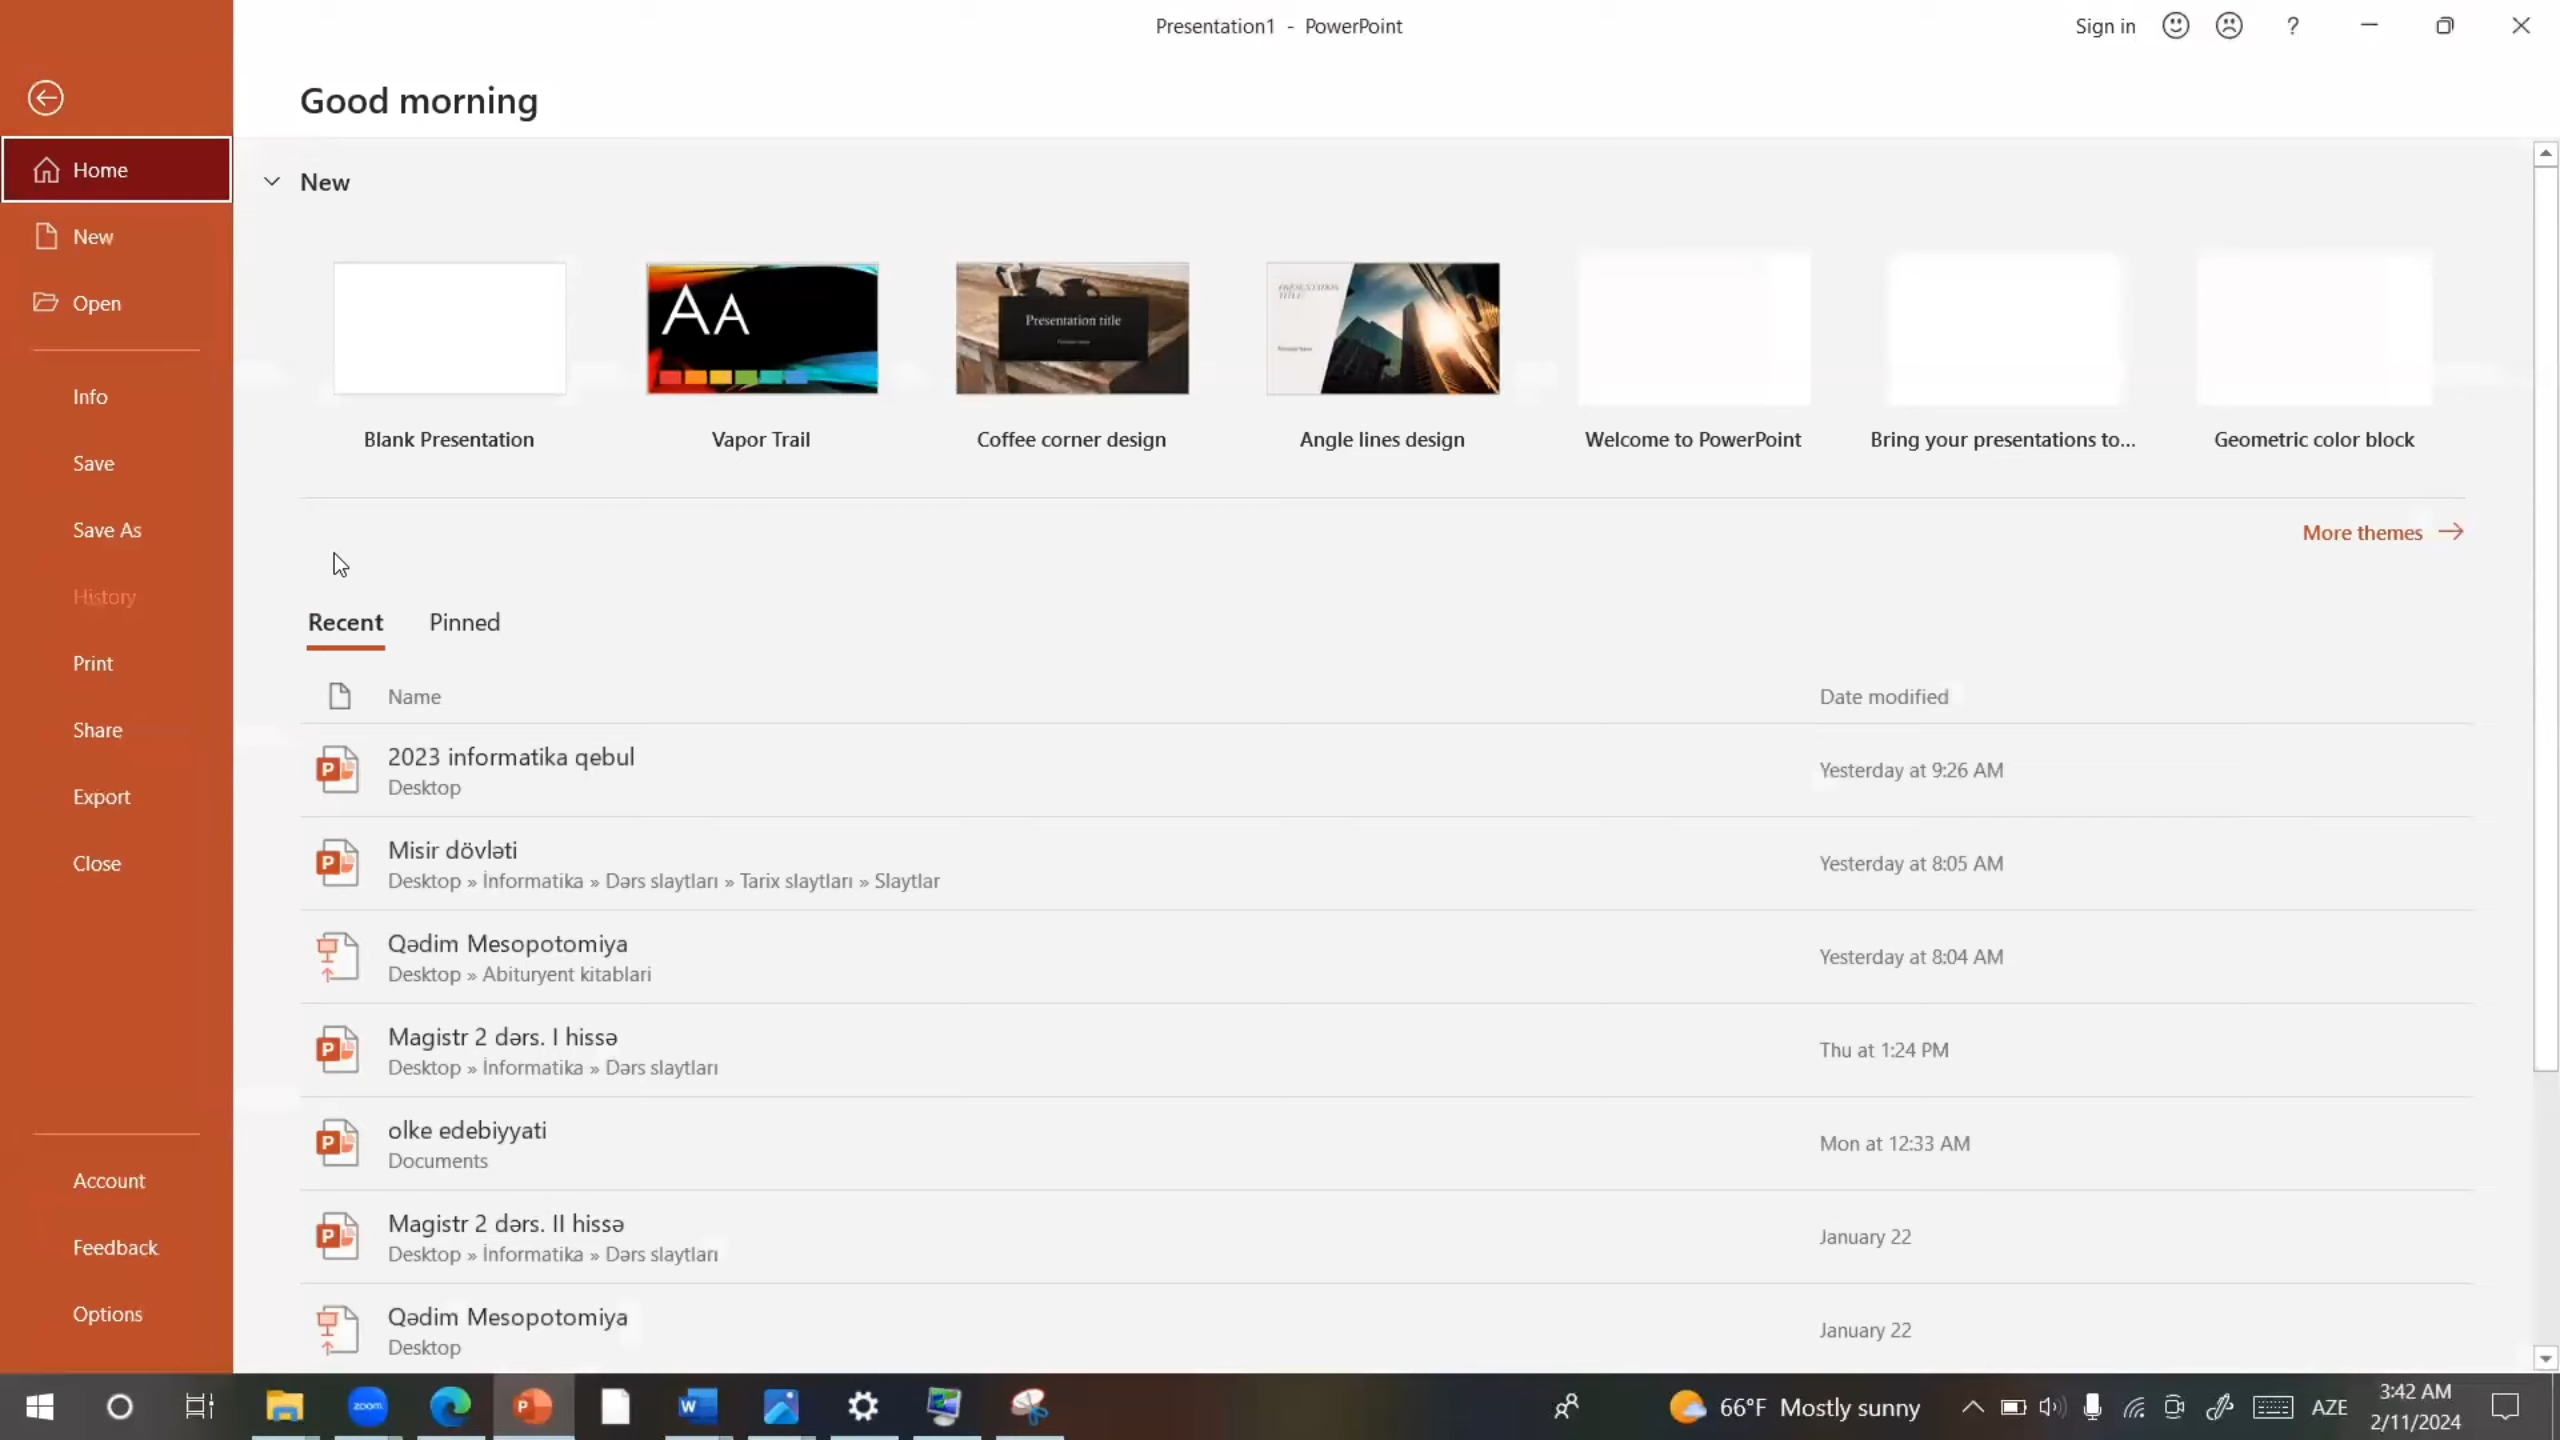 Presentation1 - PowerPoint
Sign in
?
Good morning
Home
New
Open
Info
Save
Save As
History
Print
Share
Export
Close
Account
Feedback
Options
New
AA
Presentation title
PRESENTATION
TITLE
Blank Presentation
Vapor Trail
Coffee corner design
Angle lines design
Welcome to PowerPoint
Bring your presentations to...
Geometric color block
More themes
Recent Pinned
Name Date modified
2023 informatika qebul
Desktop
Yesterday at 9:26 AM
Misir dövləti
Desktop » İnformatika » Dərs slaytları » Tarix slaytları » Slaytlar
Yesterday at 8:05 AM
Qədim Mesopotomiya
Desktop » Abituryent kitablari
Yesterday at 8:04 AM
Magistr 2 dərs. I hissə
Desktop » İnformatika » Dərs slaytları
Thu at 1:24 PM
olke edebiyyati
Documents
Mon at 12:33 AM
Magistr 2 dərs. II hissə
Desktop » İnformatika » Dərs slaytları
January 22
Qədim Mesopotomiya
Desktop
January 22
zoom
66°F Mostly sunny
AZE
3:42 AM
2/11/2024